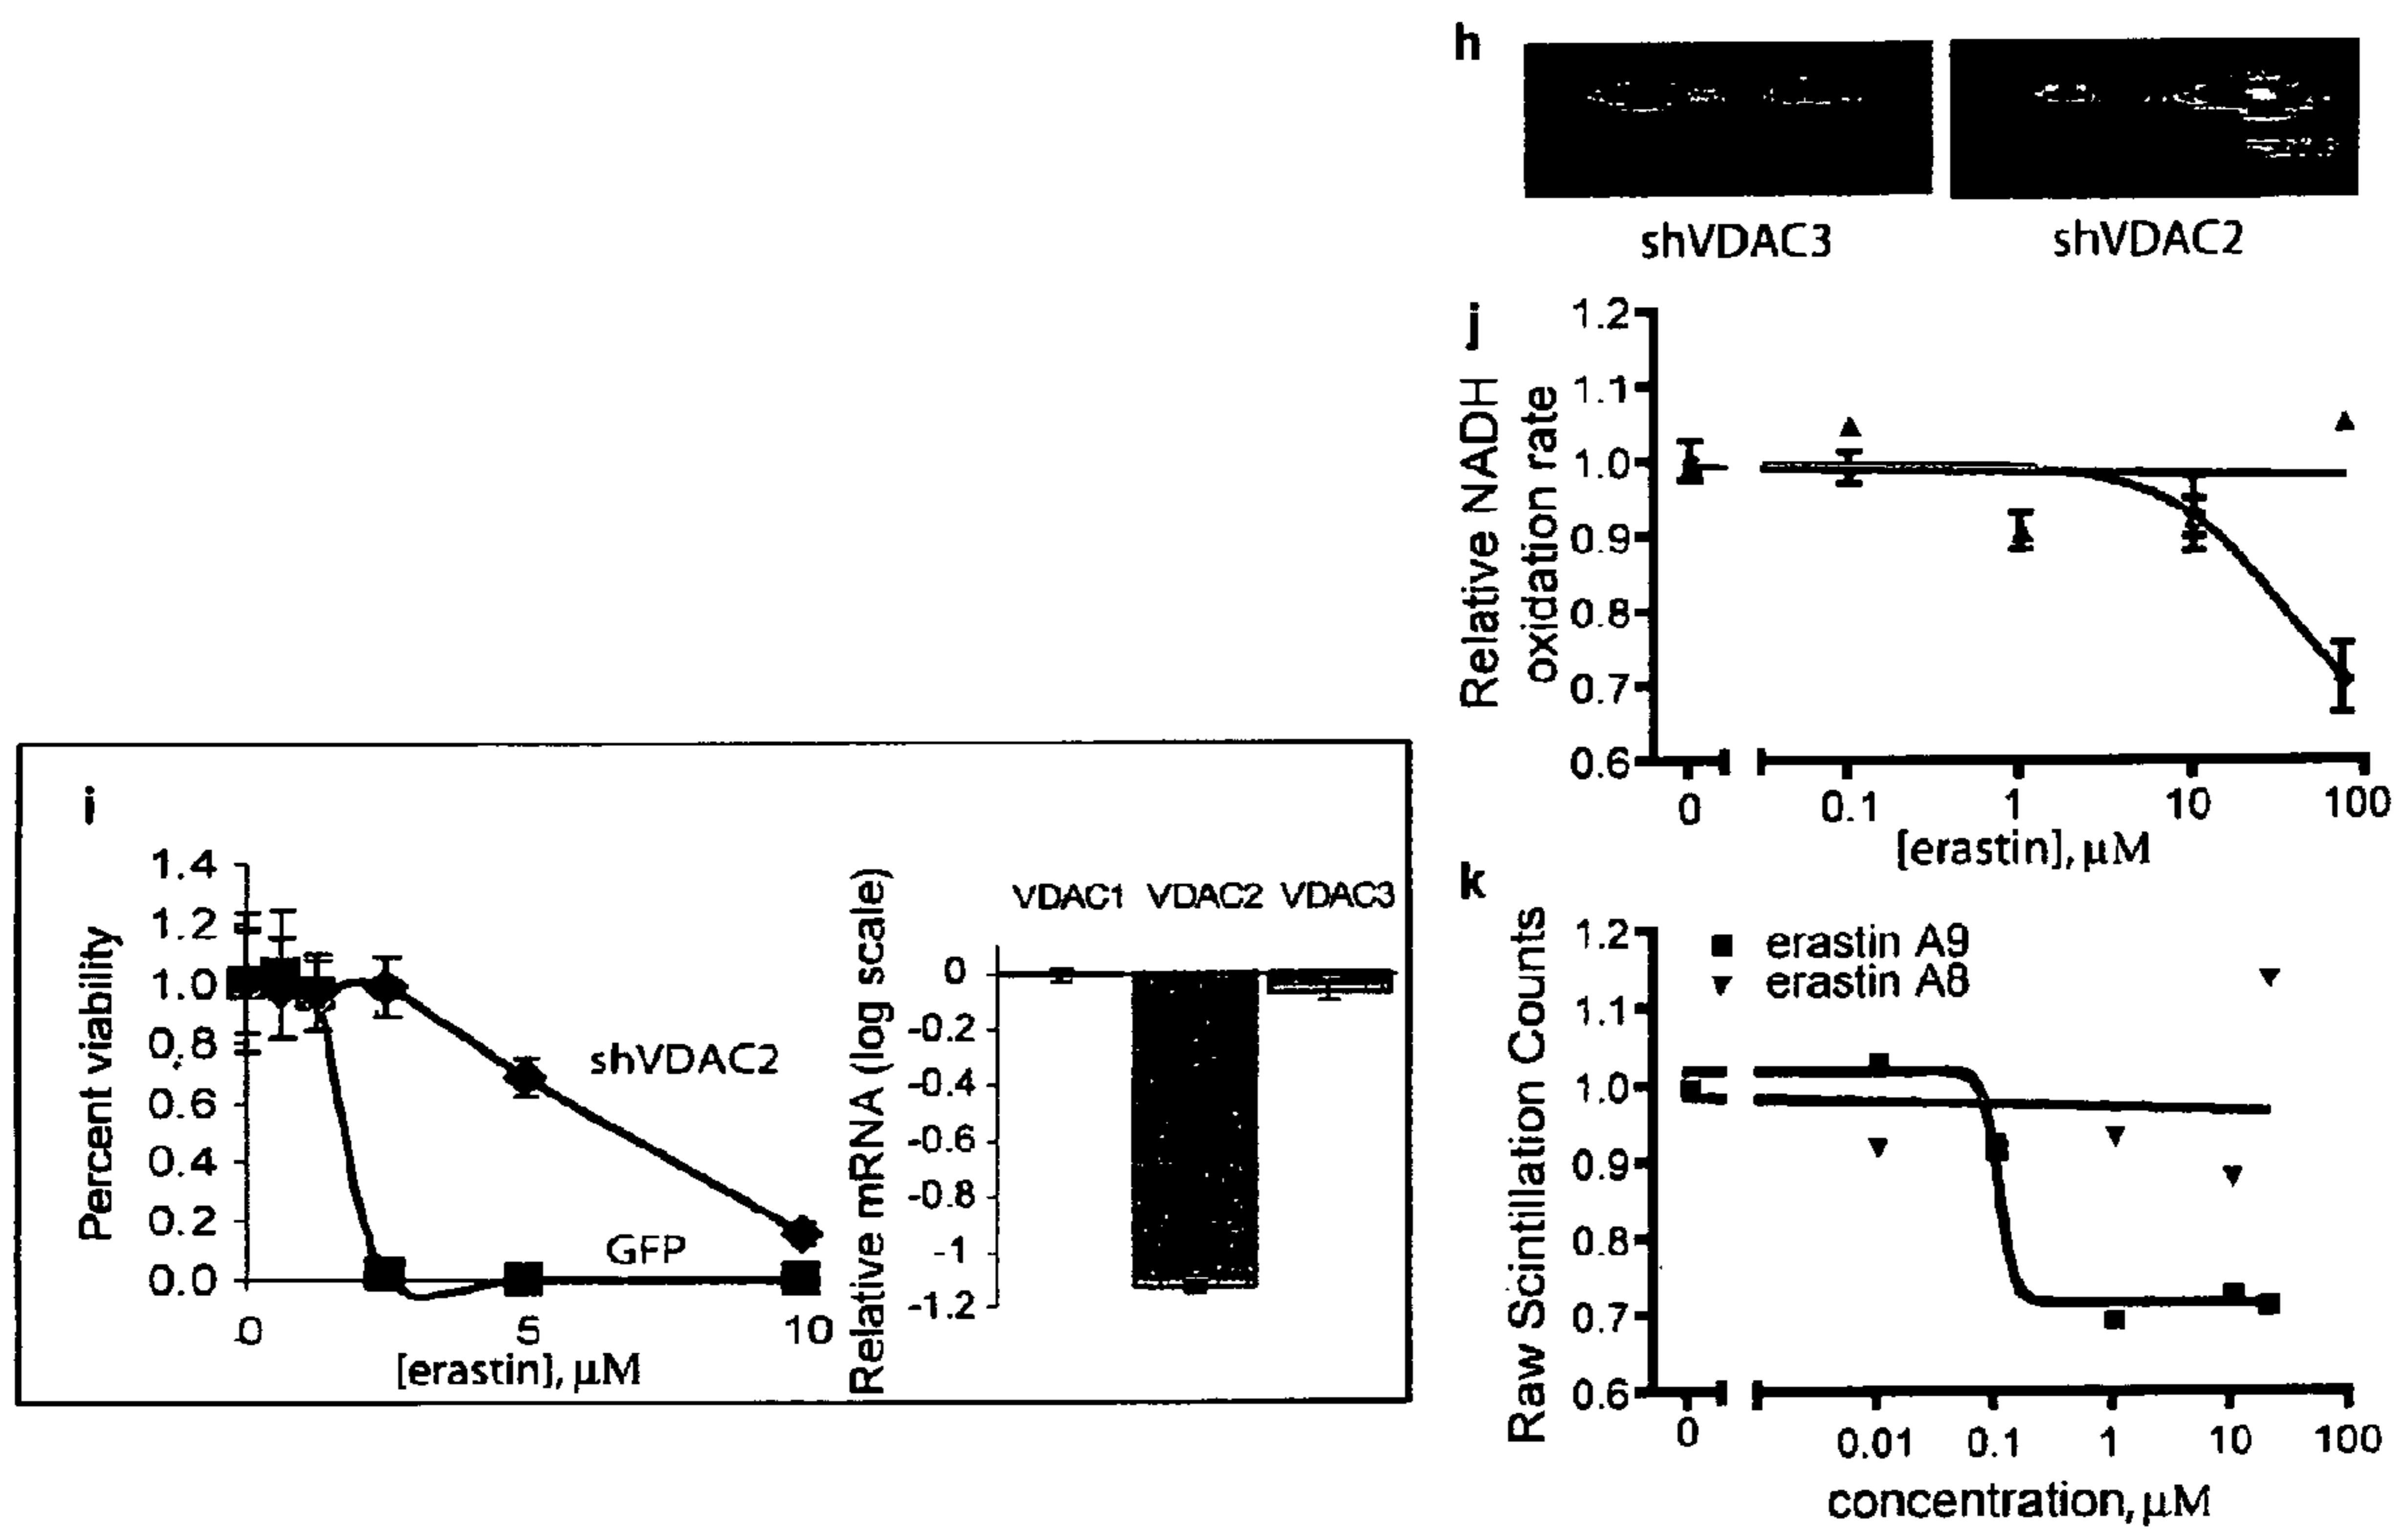 h
shVDAC3
shVDAC2
j
Relative NADH
oxidation rate
1.2
1.1
1.0
0.9
0.8
0.7
0.6
0
0.1
1
10
100
[erastin], μM
i
Percent viability
1.4
1.2
1.0
0.8
0.6
0.4
0.2
0.0
shVDAC2
GFP
0
5
10
[erastin], μM
Relative mRNA (log scale)
VDAC1 VDAC2 VDAC3
0
-0.2
-0.4
-0.6
-0.8
-1
-1.2
k
Raw Scintillation Counts
erastin A9
erastin A8
1.2
1.1
1.0
0.9
0.8
0.7
0.6
0
0.01
0.1
1
10
100
concentration, μM